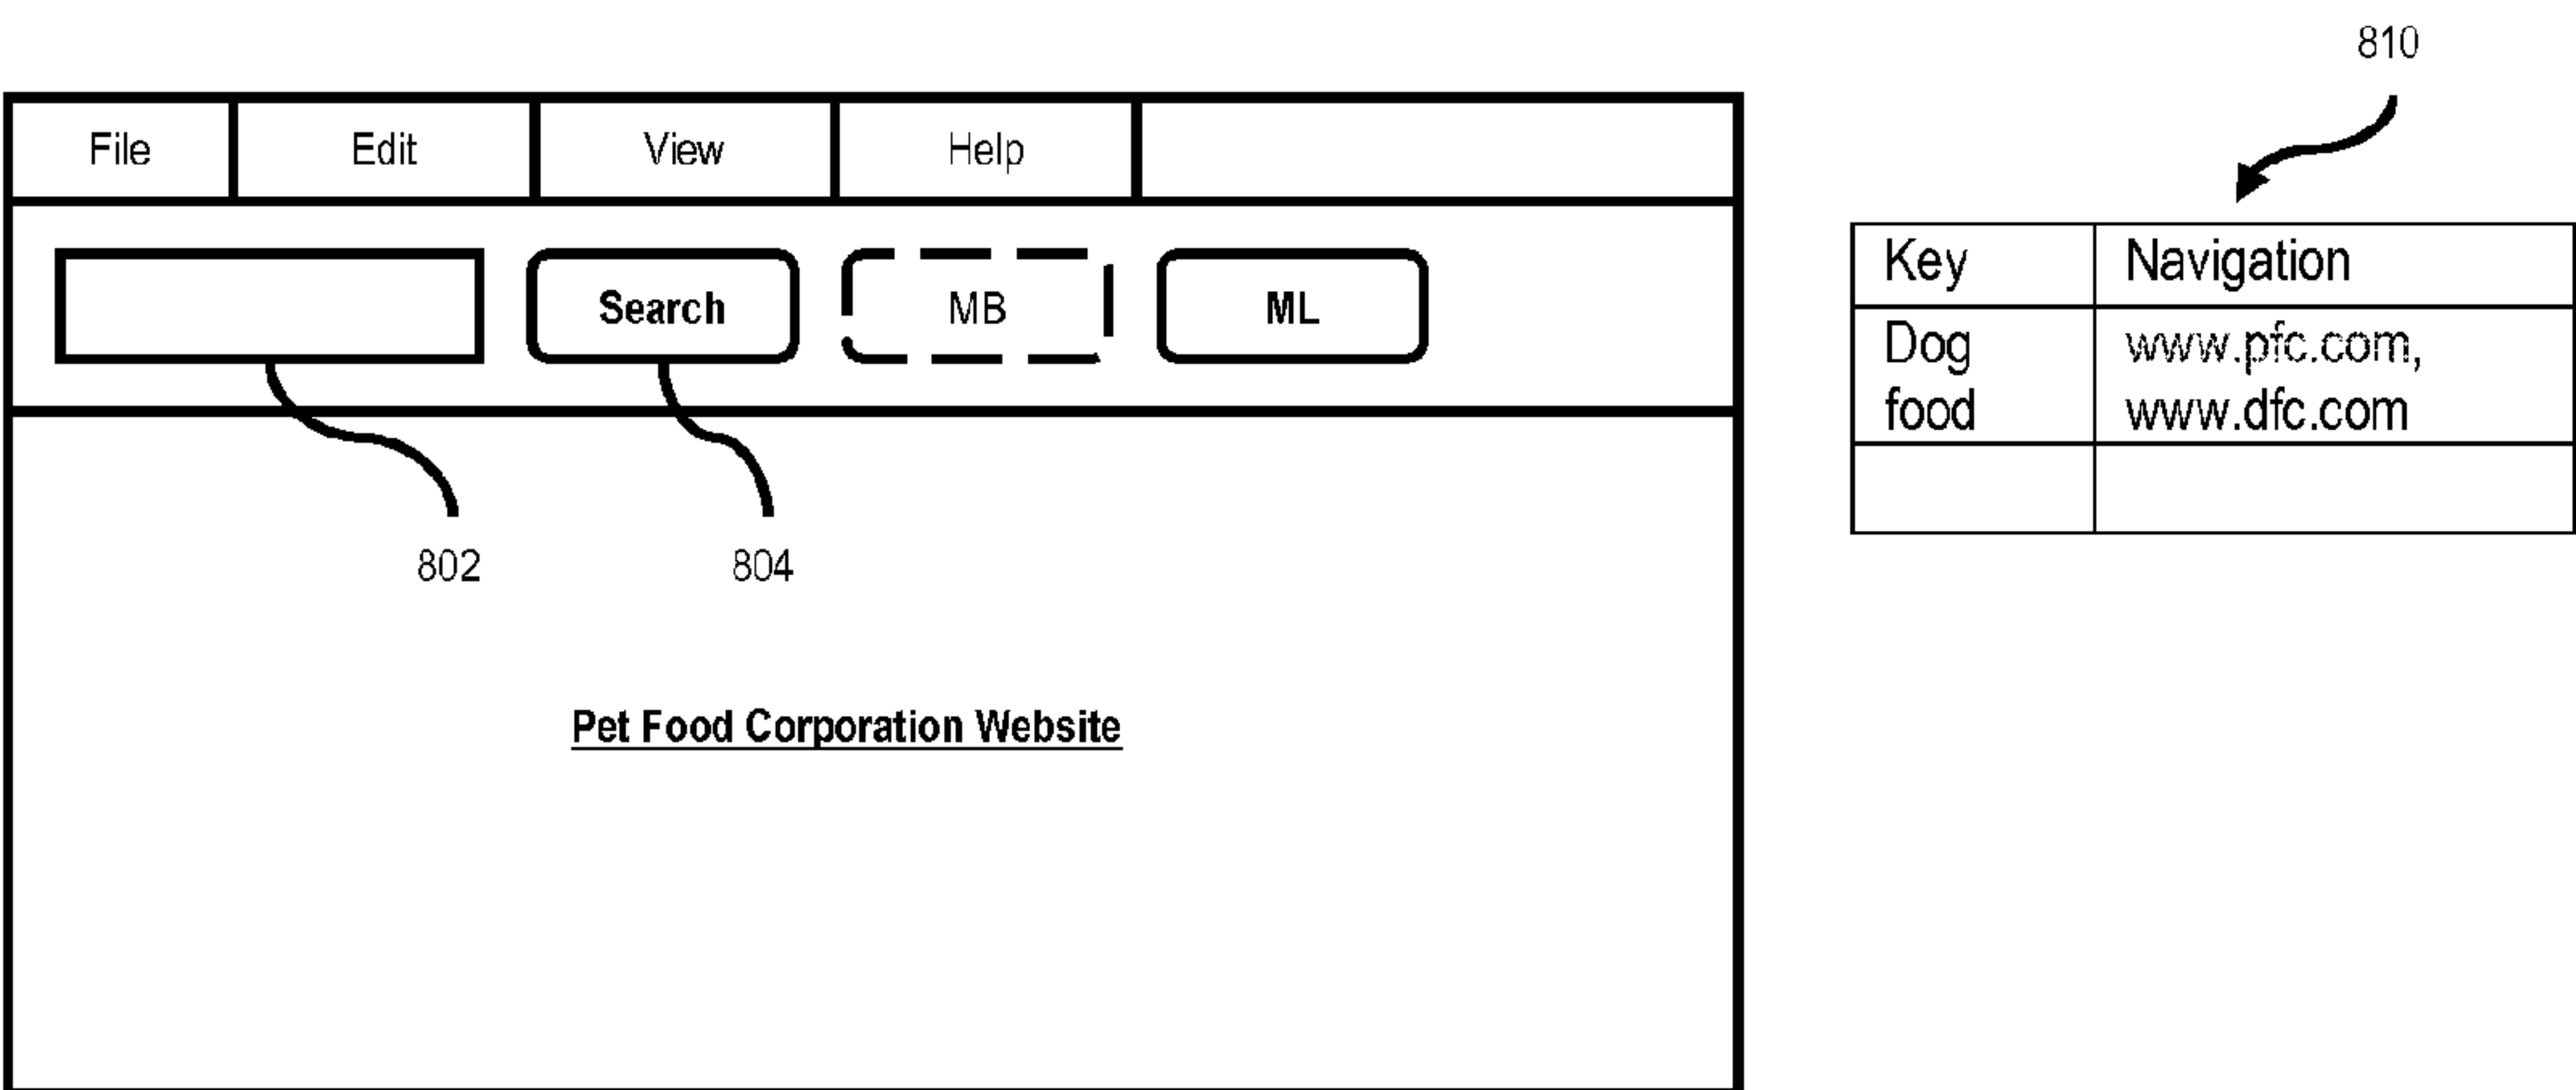 810
File Edit View Help
Search MB ML
Key Navigation
Dog www.pfc.com,
food www.dfc.com
802 804
Pet Food Corporation Website